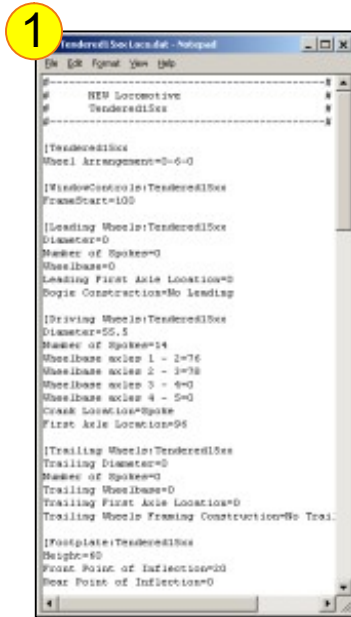 1
Tendered15xxLoco.dat - Notepad
File Edit Format View Help
#----------------------------------------#
# NEW Locomotive #
# Tendered15xx #
#----------------------------------------#
[Tendered15xx
Wheel Arrangement=0-6-0
[WindowControls:Tendered15xx
FrameStart=100
[Leading Wheels:Tendered15xx
Diameter=0
Number of Spokes=0
Wheelbase=0
Leading First Axle Location=0
Bogie Construction=No Leading
[Driving Wheels:Tendered15xx
Diameter=55.5
Number of Spokes=14
Wheelbase axles 1 - 2=76
Wheelbase axles 2 - 3=78
Wheelbase axles 3 - 4=0
Wheelbase axles 4 - 5=0
Crank Location=Spoke
First Axle Location=96
[Trailing Wheels:Tendered15xx
Trailing Diameter=0
Number of Spokes=0
Trailing Wheelbase=0
Trailing First Axle Location=0
Trailing Wheels Framing Construction=No Trai
[Footplate:Tendered15xx
Height=60
Front Point of Inflection=20
Rear Point of Inflection=0